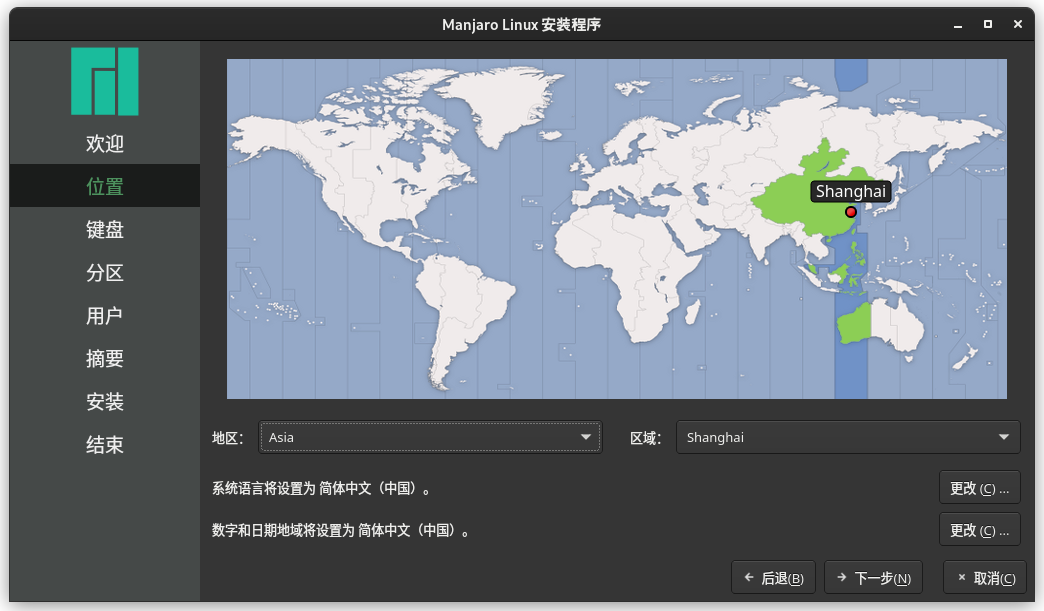 Manjaro Linux 安装程序
欢迎
位置
键盘
分区
用户
摘要
安装
结束
Shanghai
地区： Asia 区域： Shanghai
系统语言将设置为 简体中文（中国）。 更改 (C) ...
数字和日期地域将设置为 简体中文（中国）。 更改 (C) ...
后退(B) 下一步(N) 取消(C)